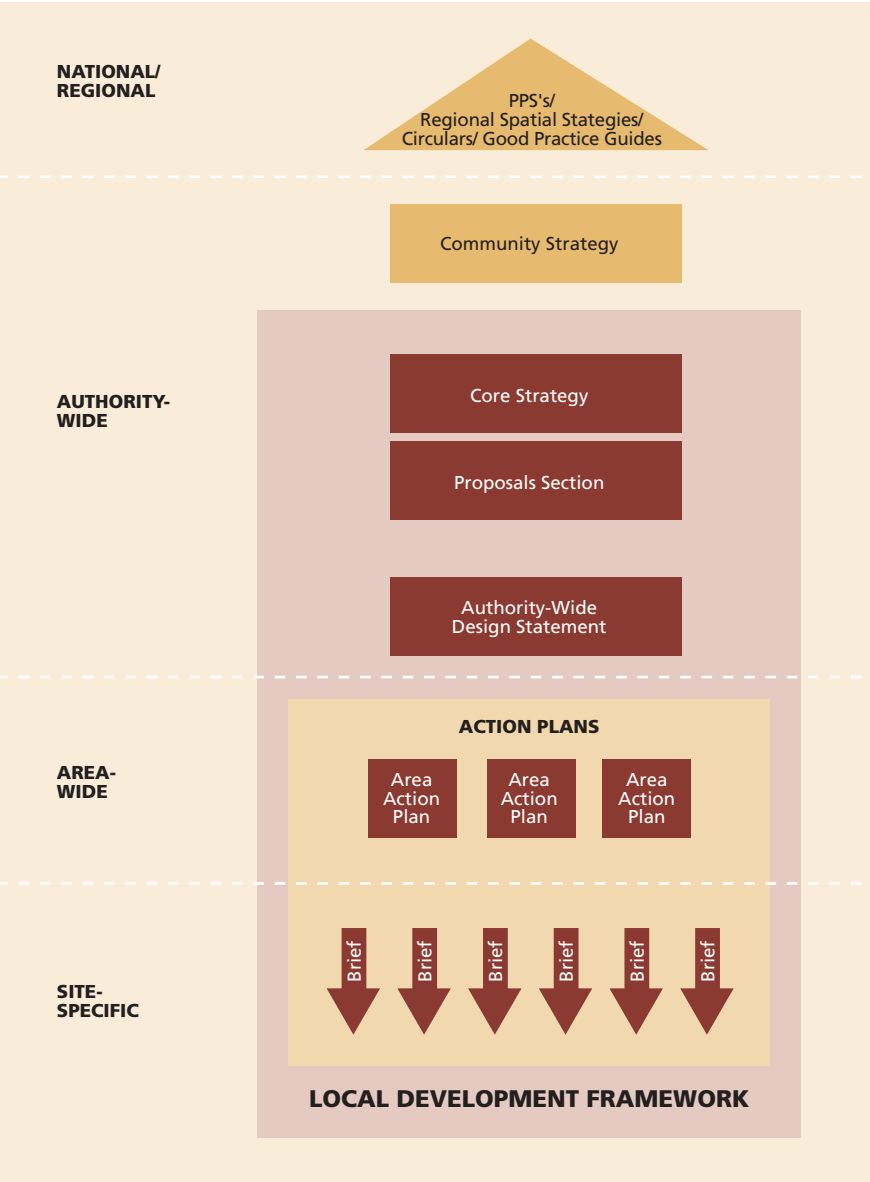 NATIONAL/
REGIONAL
PPS's/
Regional Spatial Stategies/
Circulars/ Good Practice Guides
Community Strategy
AUTHORITY-
WIDE
Core Strategy
Proposals Section
Authority-Wide
Design Statement
ACTION PLANS
AREA-
WIDE
Area
Action
Plan
Area
Action
Plan
Area
Action
Plan
Brief
Brief
Brief
Brief
Brief
Brief
SITE-
SPECIFIC
LOCAL DEVELOPMENT FRAMEWORK